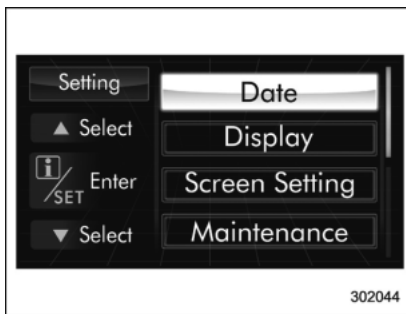 Setting
Date
▲ Select
Display
i/SET Enter
Screen Setting
▼ Select
Maintenance
302044